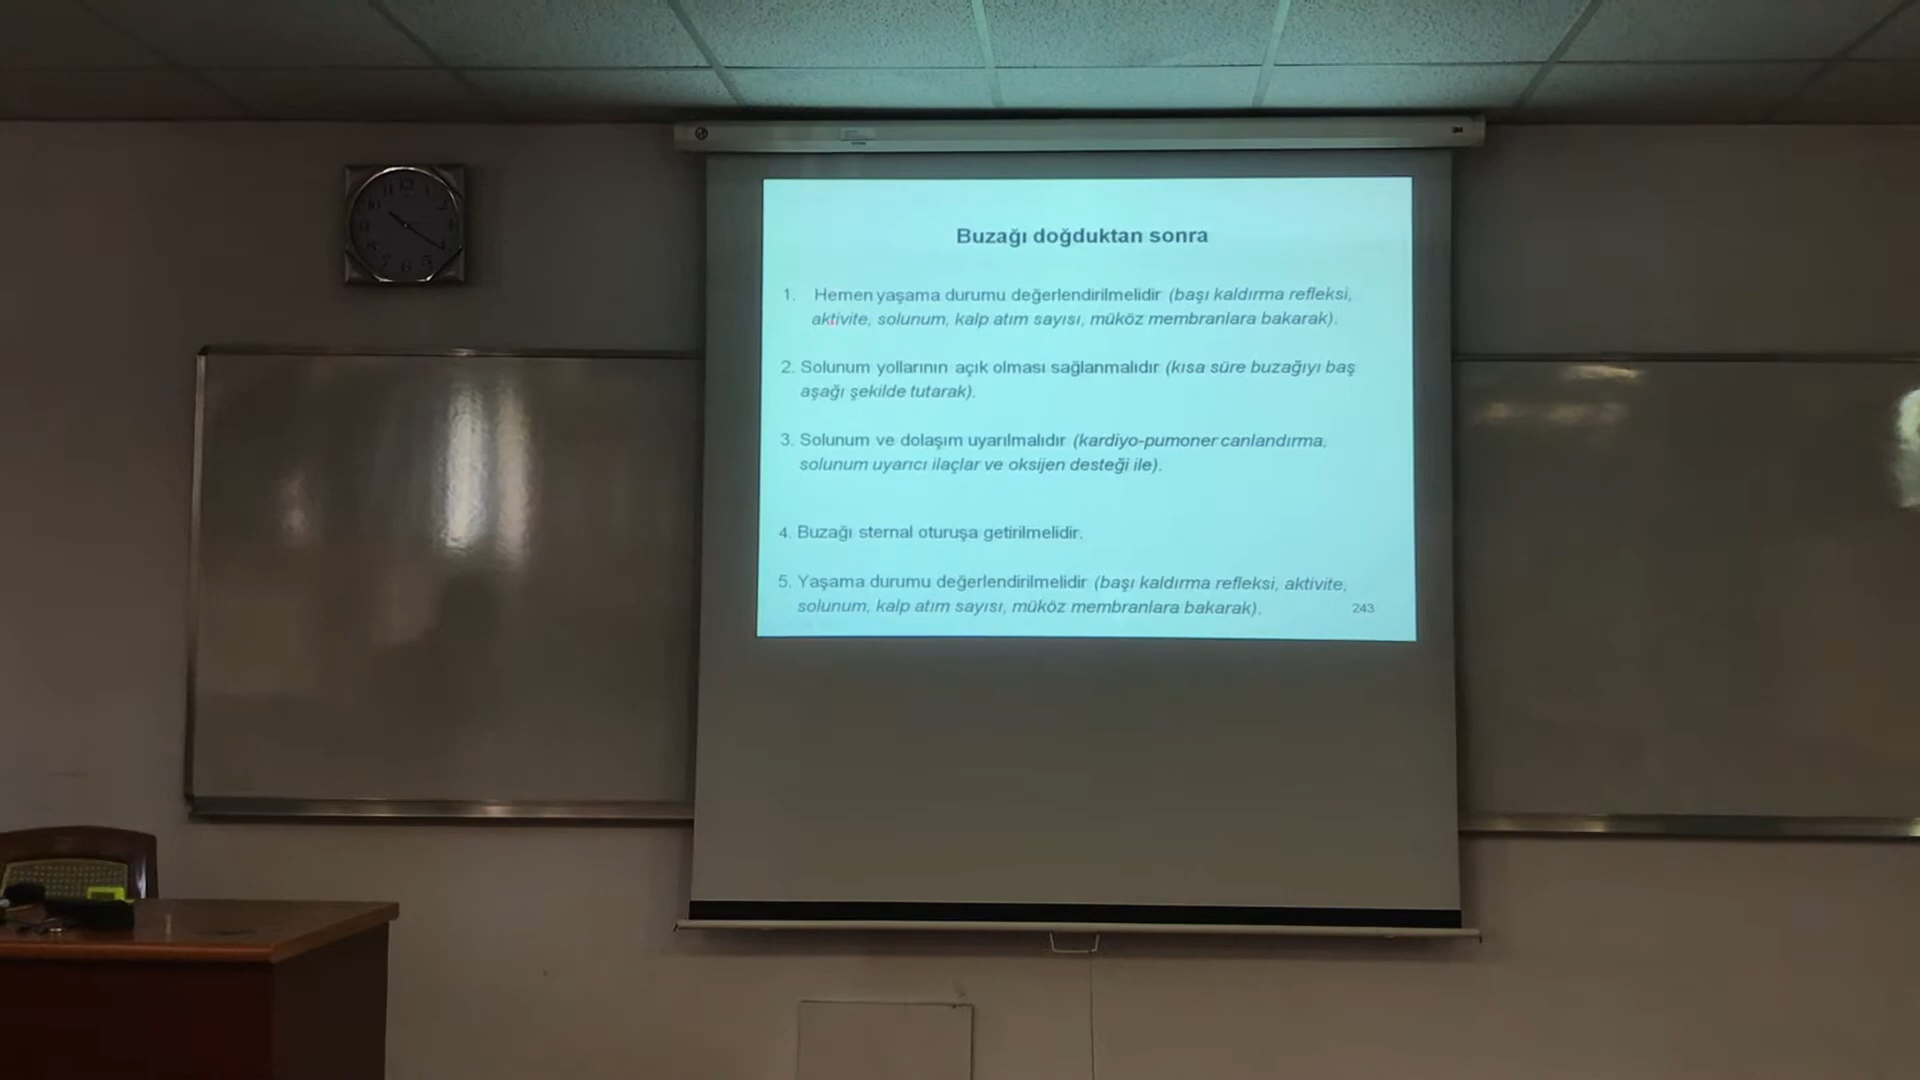 Buzağı doğduktan sonra
1. Hemen yaşama durumu değerlendirilmelidir (başı kaldırma refleksi,
aktivite, solunum, kalp atım sayısı, müköz membranlara bakarak).
2. Solunum yollarının açık olması sağlanmalıdır (kısa süre buzağıyı baş
aşağı şekilde tutarak).
3. Solunum ve dolaşım uyarılmalıdır (kardiyo-pumoner canlandırma,
solunum uyarıcı ilaçlar ve oksijen desteği ile).
4. Buzağı sternal oturuşa getirilmelidir.
5. Yaşama durumu değerlendirilmelidir (başı kaldırma refleksi, aktivite,
solunum, kalp atım sayısı, müköz membranlara bakarak).
243